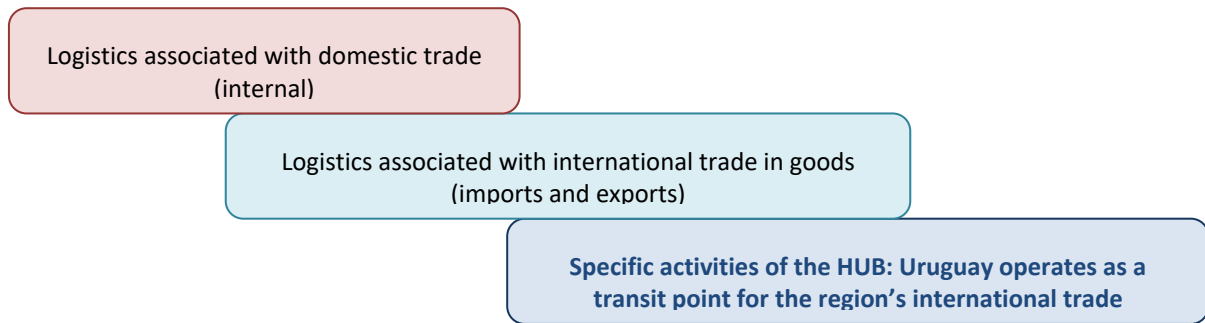 Logistics associated with domestic trade
(internal)
Logistics associated with international trade in goods
(imports and exports)
Specific activities of the HUB: Uruguay operates as a
transit point for the region's international trade